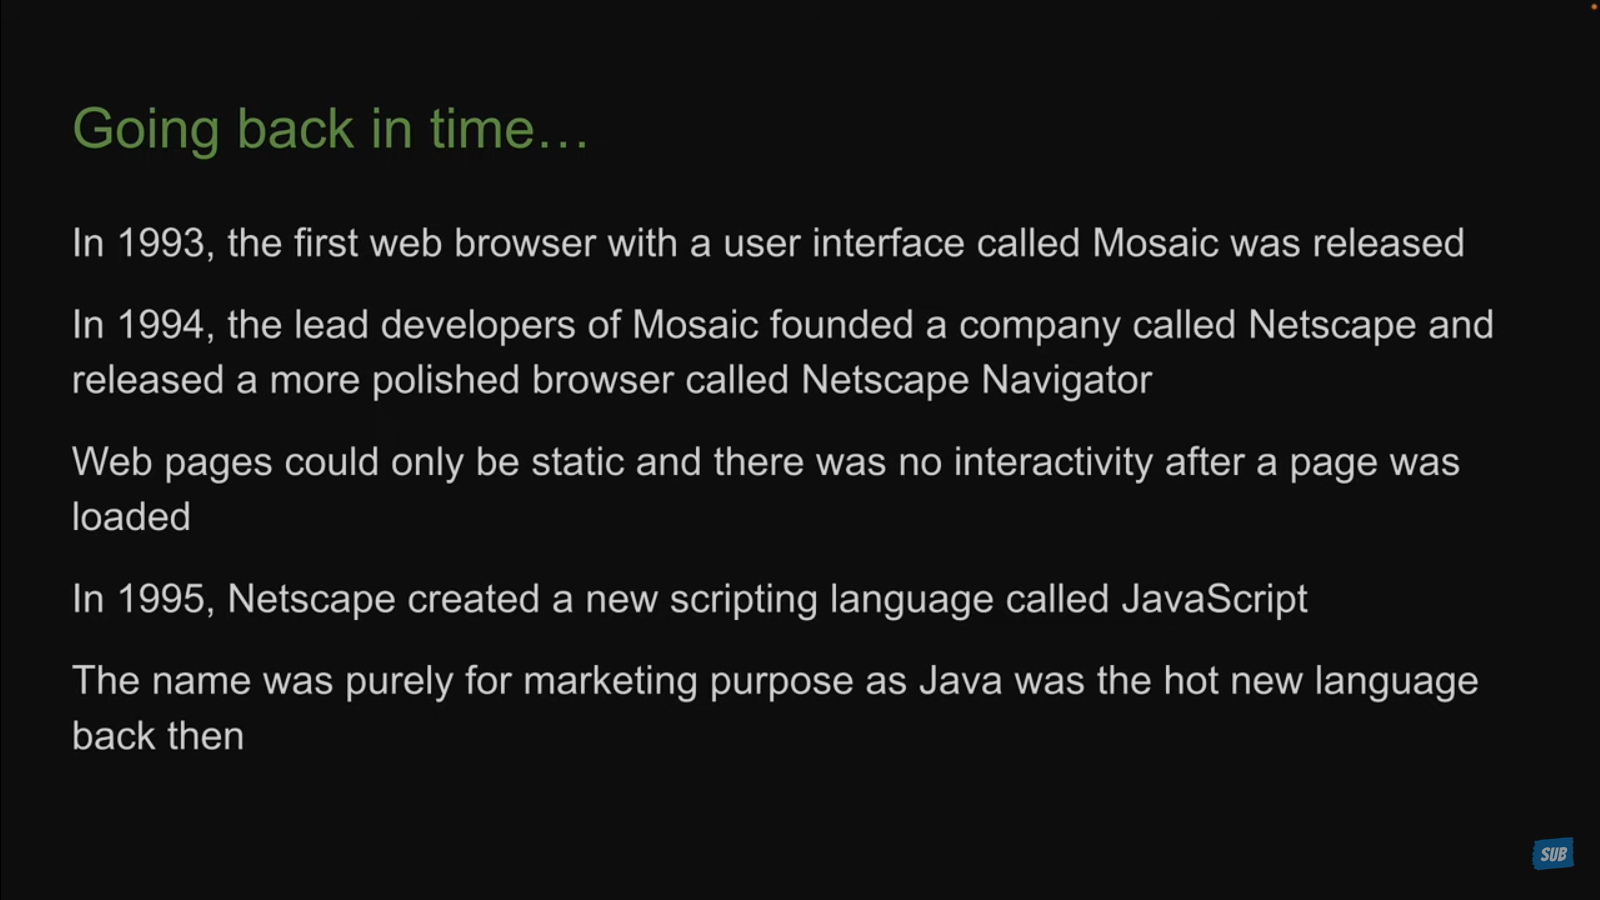 Going back in time…
In 1993, the first web browser with a user interface called Mosaic was released
In 1994, the lead developers of Mosaic founded a company called Netscape and
released a more polished browser called Netscape Navigator
Web pages could only be static and there was no interactivity after a page was
loaded
In 1995, Netscape created a new scripting language called JavaScript
The name was purely for marketing purpose as Java was the hot new language
back then
SUB